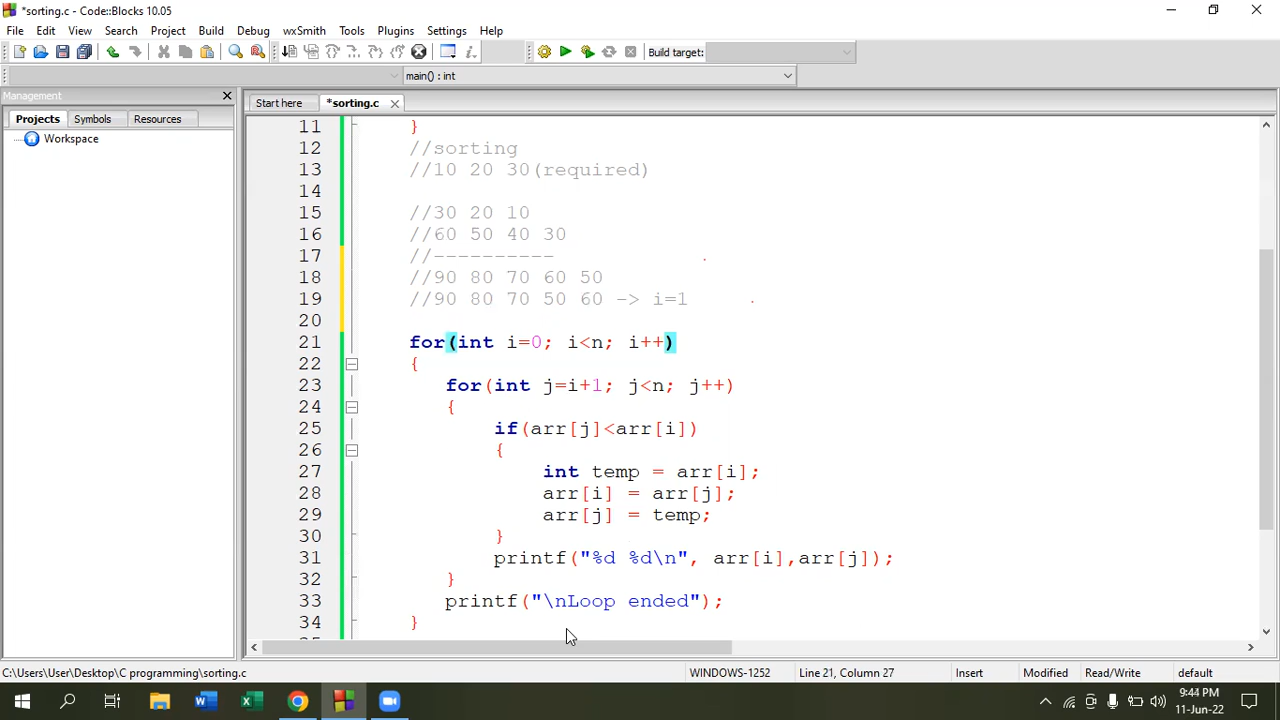 *sorting.c - Code::Blocks 10.05
File Edit View Search Project Build Debug wxSmith Tools Plugins Settings Help
Build target:
main() : int
Management
Projects Symbols Resources
Workspace
Start here *sorting.c
11 }
12 //sorting
13 //10 20 30(required)
14
15 //30 20 10
16 //60 50 40 30
17 //----------
18 //90 80 70 60 50
19 //90 80 70 50 60 -> i=1
20
21 for(int i=0; i<n; i++)
22 {
23 for(int j=i+1; j<n; j++)
24 {
25 if(arr[j]<arr[i])
26 {
27 int temp = arr[i];
28 arr[i] = arr[j];
29 arr[j] = temp;
30 }
31 printf("%d %d\n", arr[i],arr[j]);
32 }
33 printf("\nLoop ended");
34 }
C:\Users\User\Desktop\C programming\sorting.c WINDOWS-1252 Line 21, Column 27 Insert Modified Read/Write default
9:44 PM
11-Jun-22